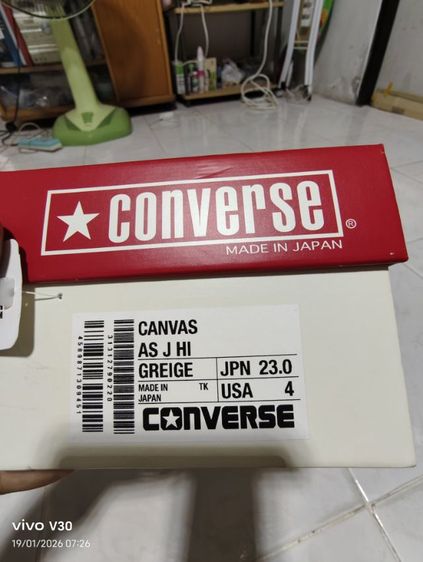 CONVERSE ®
MADE IN JAPAN
CANVAS
AS J HI
GREIGE JPN 23.0
MADE IN JAPAN TK USA 4
CONVERSE
31312790220
vivo V30
19/01/2026 07:26